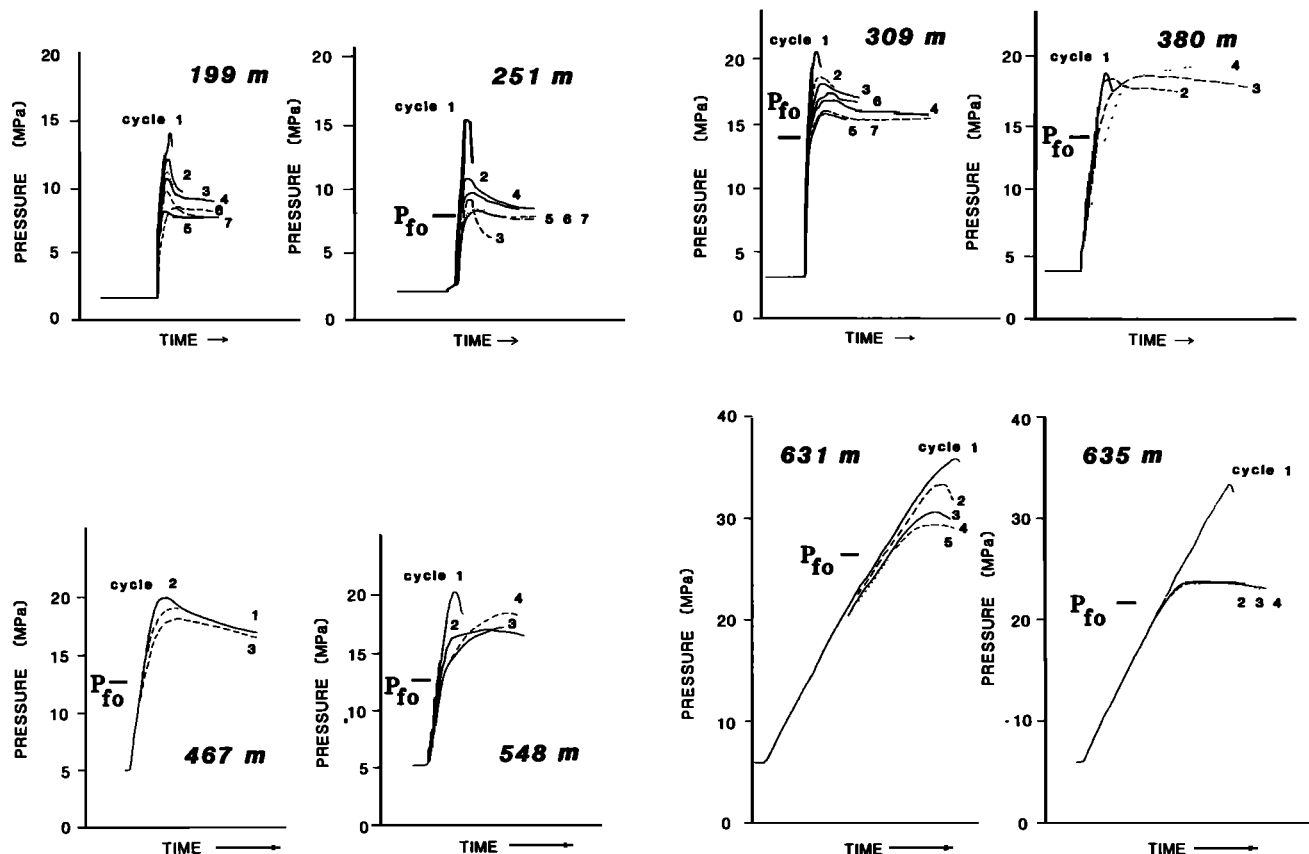 199 m
PRESSURE (MPa)
20
15
10
5
0
cycle 1
2
3
4
6
5
7
TIME →
251 m
PRESSURE (MPa)
20
15
10
5
0
Pfo
cycle 1
2
4
5 6 7
3
TIME →
309 m
PRESSURE (MPa)
20
15
10
5
0
Pfo
cycle 1
2
3
6
4
5 7
TIME →
380 m
PRESSURE (MPa)
20
15
10
5
0
Pfo
1
4
2
3
TIME →
467 m
PRESSURE (MPa)
20
15
10
5
0
Pfo
cycle 2
1
3
TIME →
548 m
PRESSURE (MPa)
20
15
10
5
0
Pfo
cycle 1
4
2
3
TIME →
631 m
PRESSURE (MPa)
40
30
20
10
0
Pfo
cycle 1
2
3
4
5
TIME →
635 m
PRESSURE (MPa)
40
30
20
10
0
Pfo
cycle 1
2 3 4
TIME →